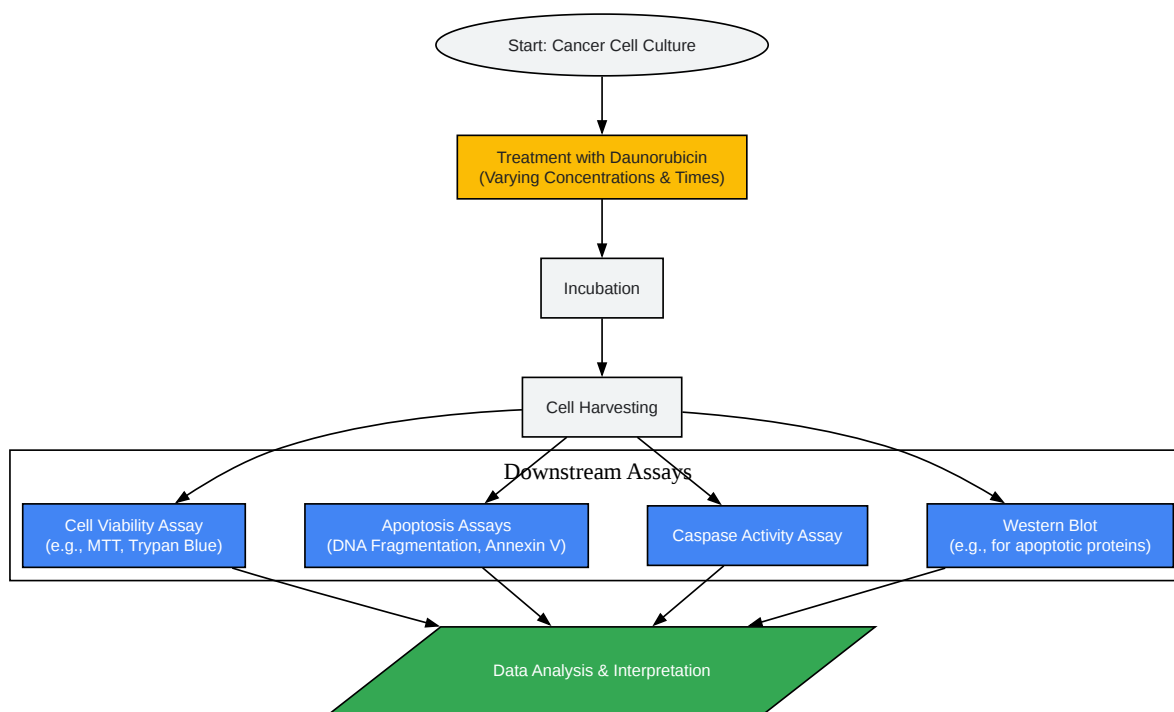 Start: Cancer Cell Culture
Treatment with Daunorubicin
(Varying Concentrations & Times)
Incubation
Cell Harvesting
Downstream Assays
Cell Viability Assay
(e.g., MTT, Trypan Blue)
Apoptosis Assays
(DNA Fragmentation, Annexin V)
Caspase Activity Assay
Western Blot
(e.g., for apoptotic proteins)
Data Analysis & Interpretation